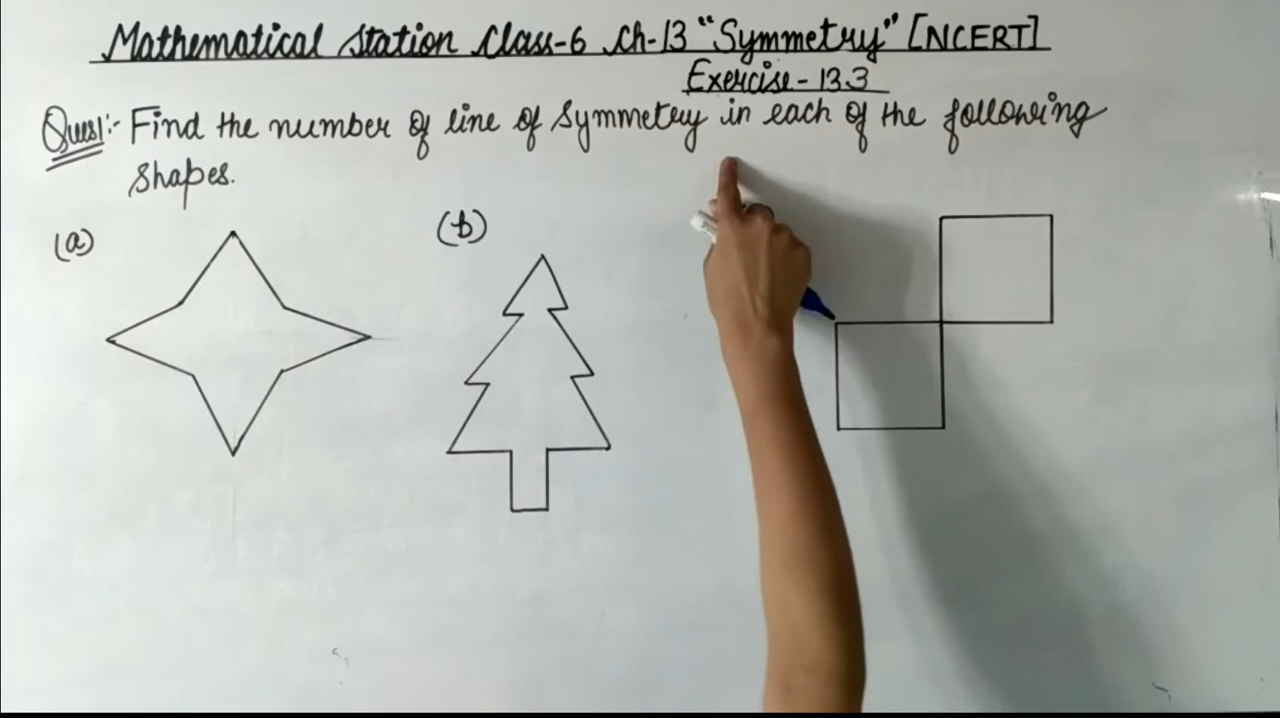 Mathematical Station Class-6 Ch-13 "Symmetry" [NCERT]
Exercise - 13.3
Ques1:- Find the number of line of Symmetry in each of the following
shapes.
(a)
(b)